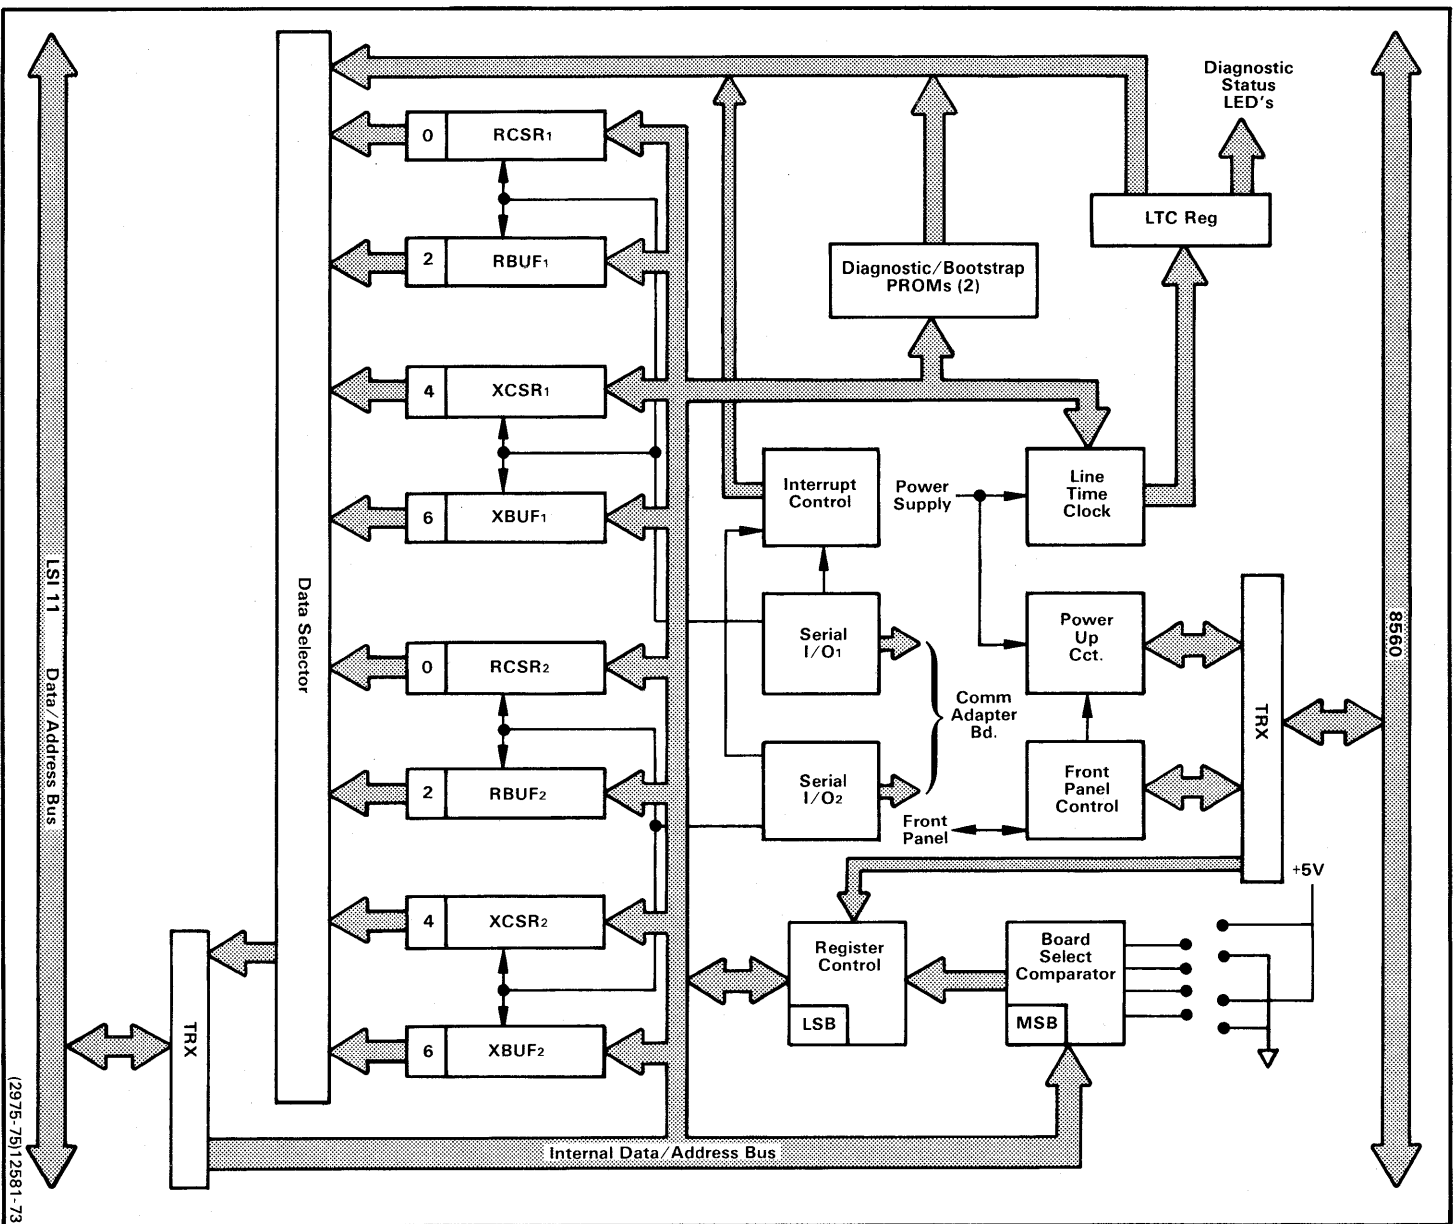 Diagnostic
Status
LED's
0 RCSR1
LTC Reg
2 RBUF1
Diagnostic/Bootstrap
PROMs (2)
4 XCSR1
Interrupt
Control
Power
Supply
Line
Time
Clock
6 XBUF1
LSI 11 Data/Address Bus
Data Selector
8560
Serial
I/O1
Power
Up
Cct.
0 RCSR2
Comm
Adapter
Bd.
TRX
Serial
I/O2
Front
Panel
Control
2 RBUF2
Front
Panel
+5V
4 XCSR2
Register
Control
LSB
Board
Select
Comparator
MSB
TRX
6 XBUF2
Internal Data/Address Bus
(2975-75)12581-73